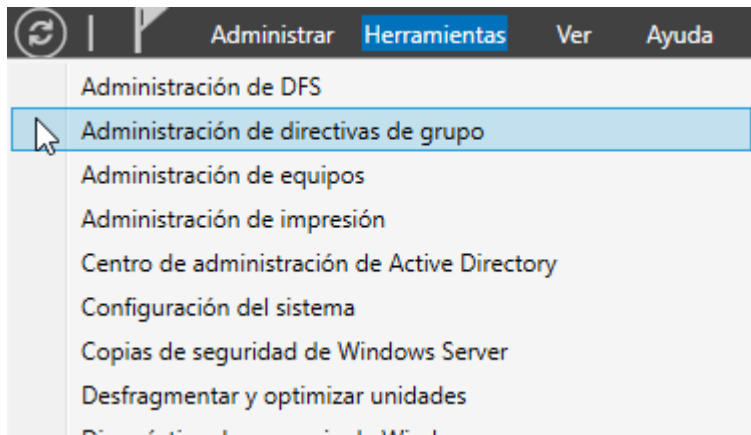 Administrar Herramientas Ver Ayuda
Administración de DFS
Administración de directivas de grupo
Administración de equipos
Administración de impresión
Centro de administración de Active Directory
Configuración del sistema
Copias de seguridad de Windows Server
Desfragmentar y optimizar unidades